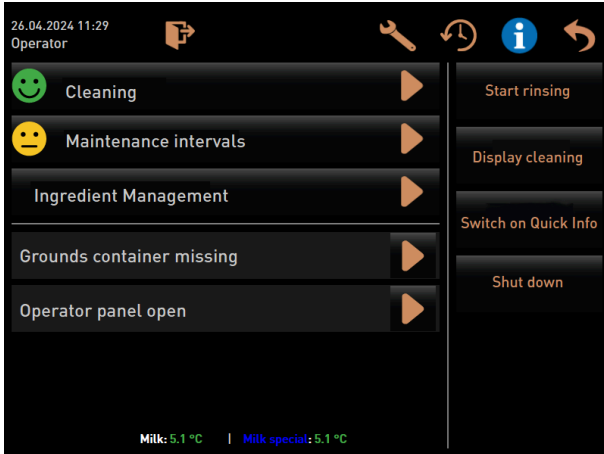 26.04.2024 11:29
Operator
Cleaning
Maintenance intervals
Ingredient Management
Grounds container missing
Operator panel open
Start rinsing
Display cleaning
Switch on Quick Info
Shut down
Milk: 5.1 °C | Milk special: 5.1 °C